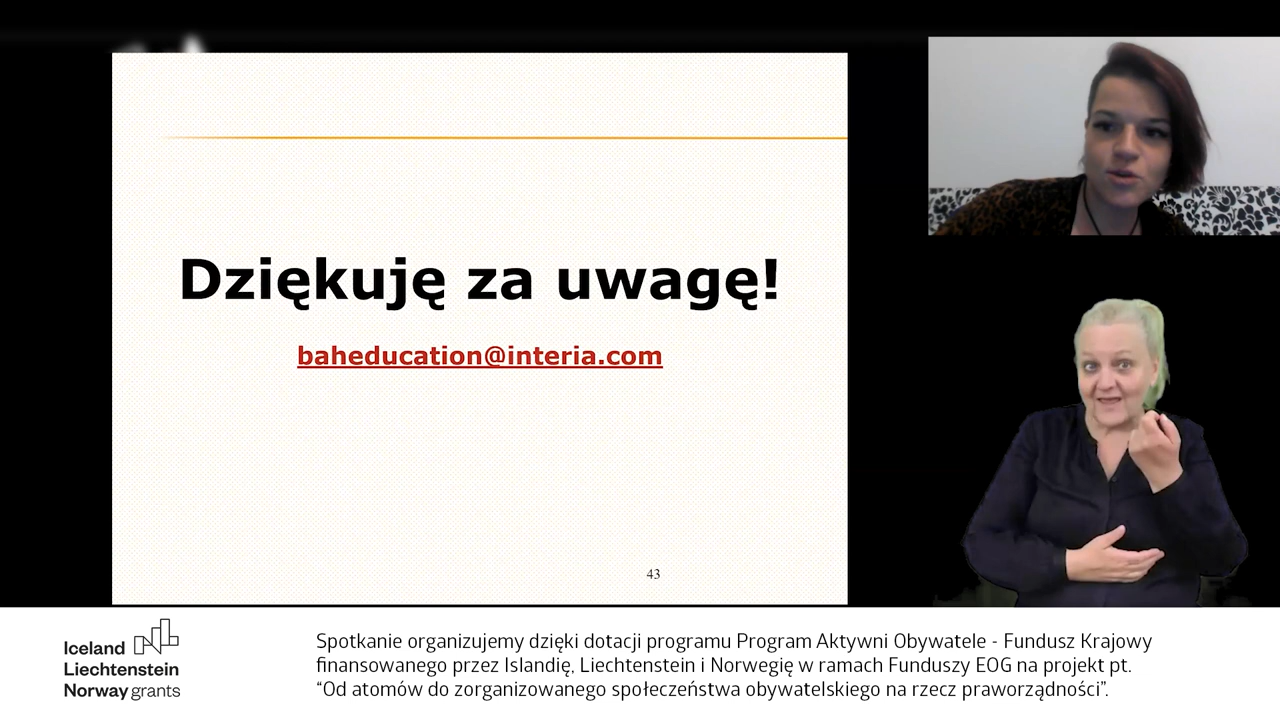 Dziękuję za uwagę!
baheducation@interia.com
43
Iceland
Liechtenstein
Norway grants
Spotkanie organizujemy dzięki dotacji programu Program Aktywni Obywatele - Fundusz Krajowy
finansowanego przez Islandię, Liechtenstein i Norwegię w ramach Funduszy EOG na projekt pt.
“Od atomów do zorganizowanego społeczeństwa obywatelskiego na rzecz praworządności”.